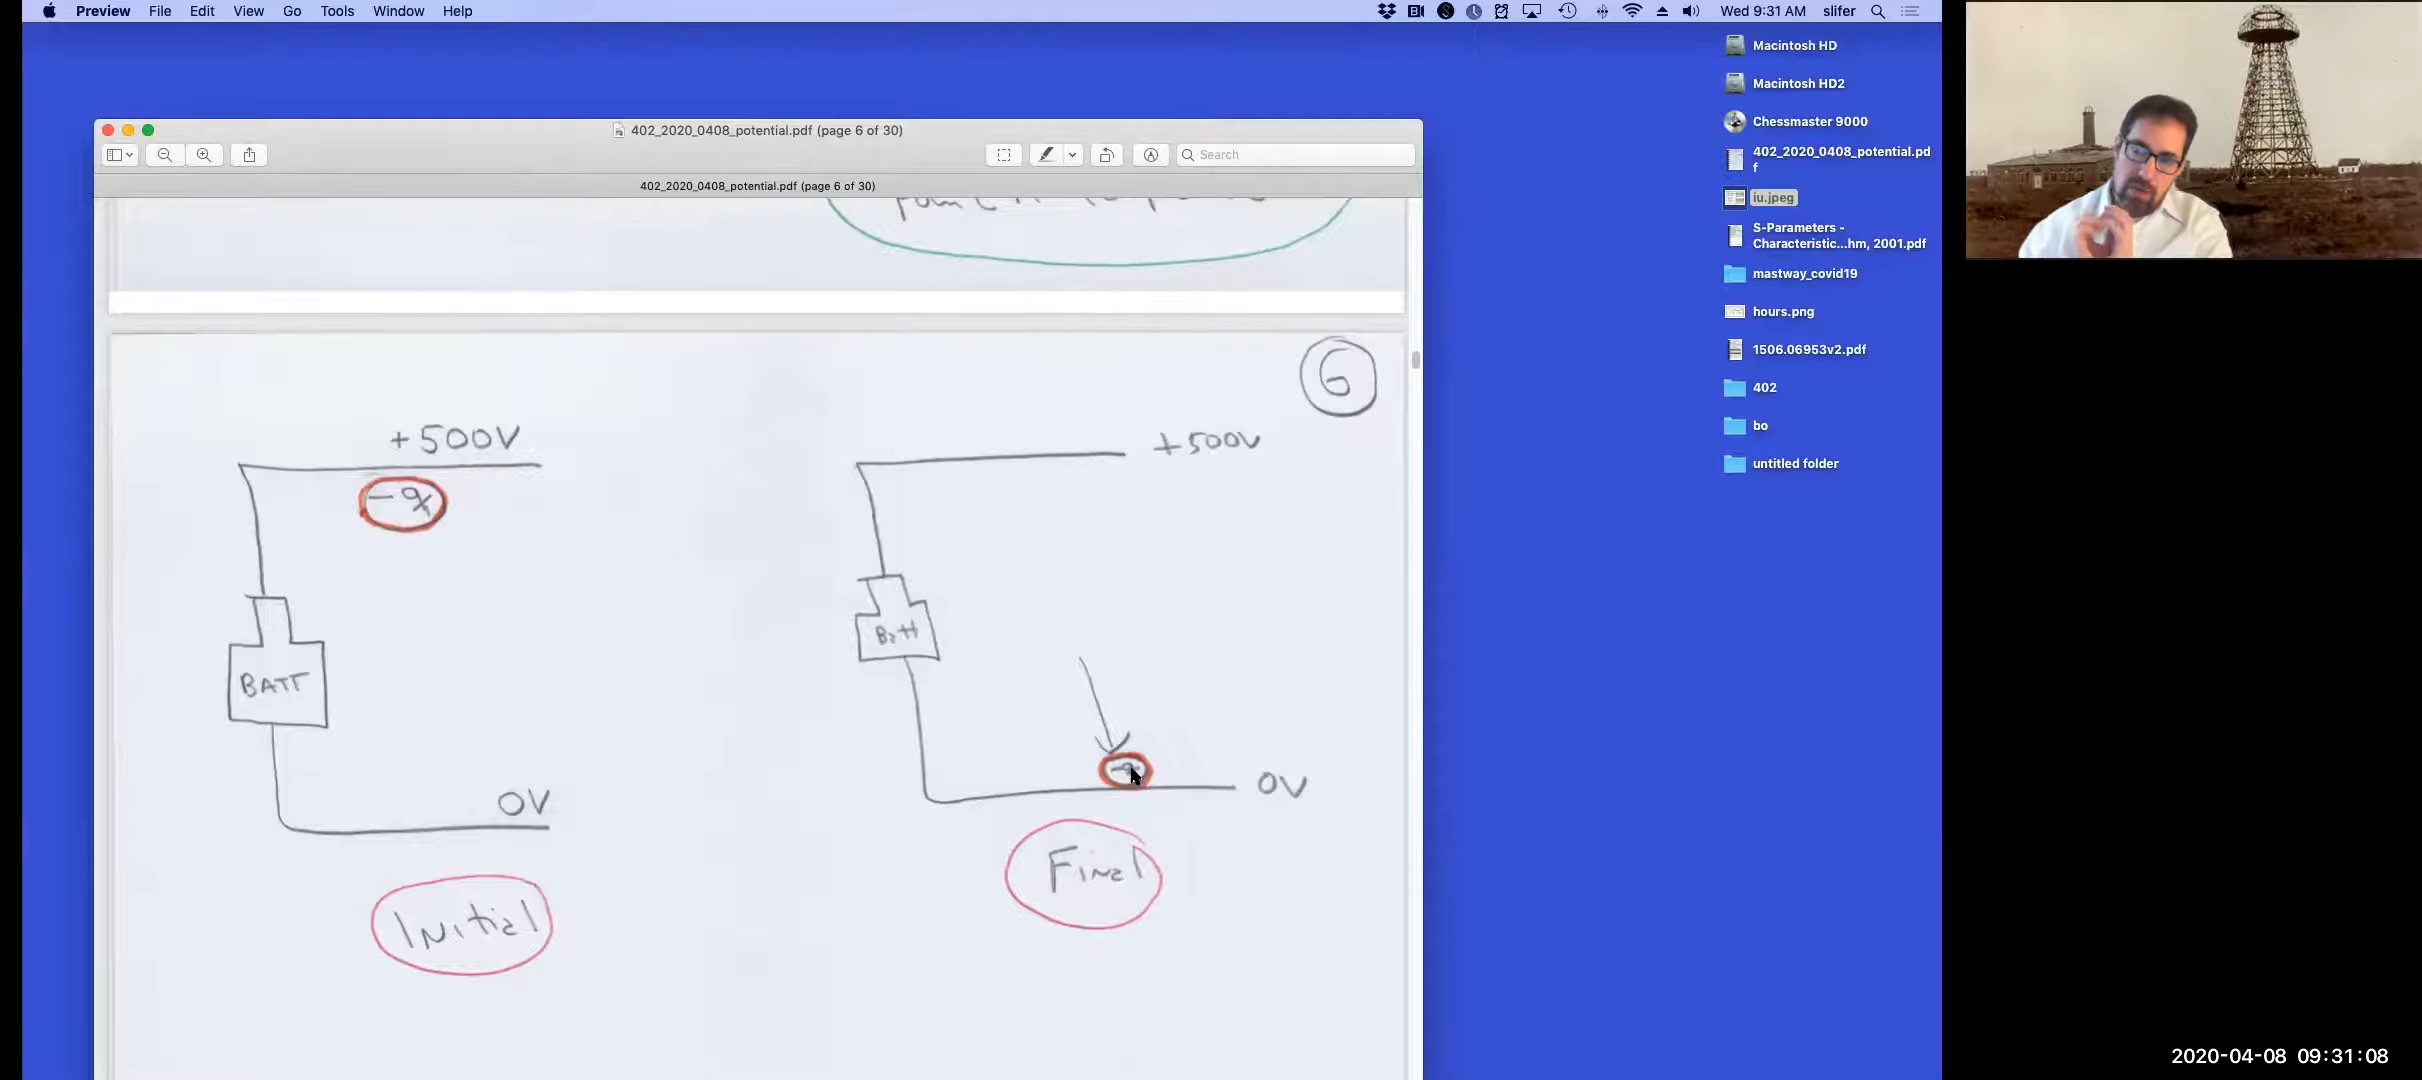 Preview File Edit View Go Tools Window Help
Wed 9:31 AM slifer
Macintosh HD
Macintosh HD2
Chessmaster 9000
402_2020_0408_potential.pd
f
iu.jpeg
S-Parameters -
Characteristic...hm, 2001.pdf
mastway_covid19
hours.png
1506.06953v2.pdf
402
bo
untitled folder
402_2020_0408_potential.pdf (page 6 of 30)
Search
402_2020_0408_potential.pdf (page 6 of 30)
6
+500V
-q
BATT
0V
Initial
+500V
Batt
-q
0V
Final
2020-04-08 09:31:08